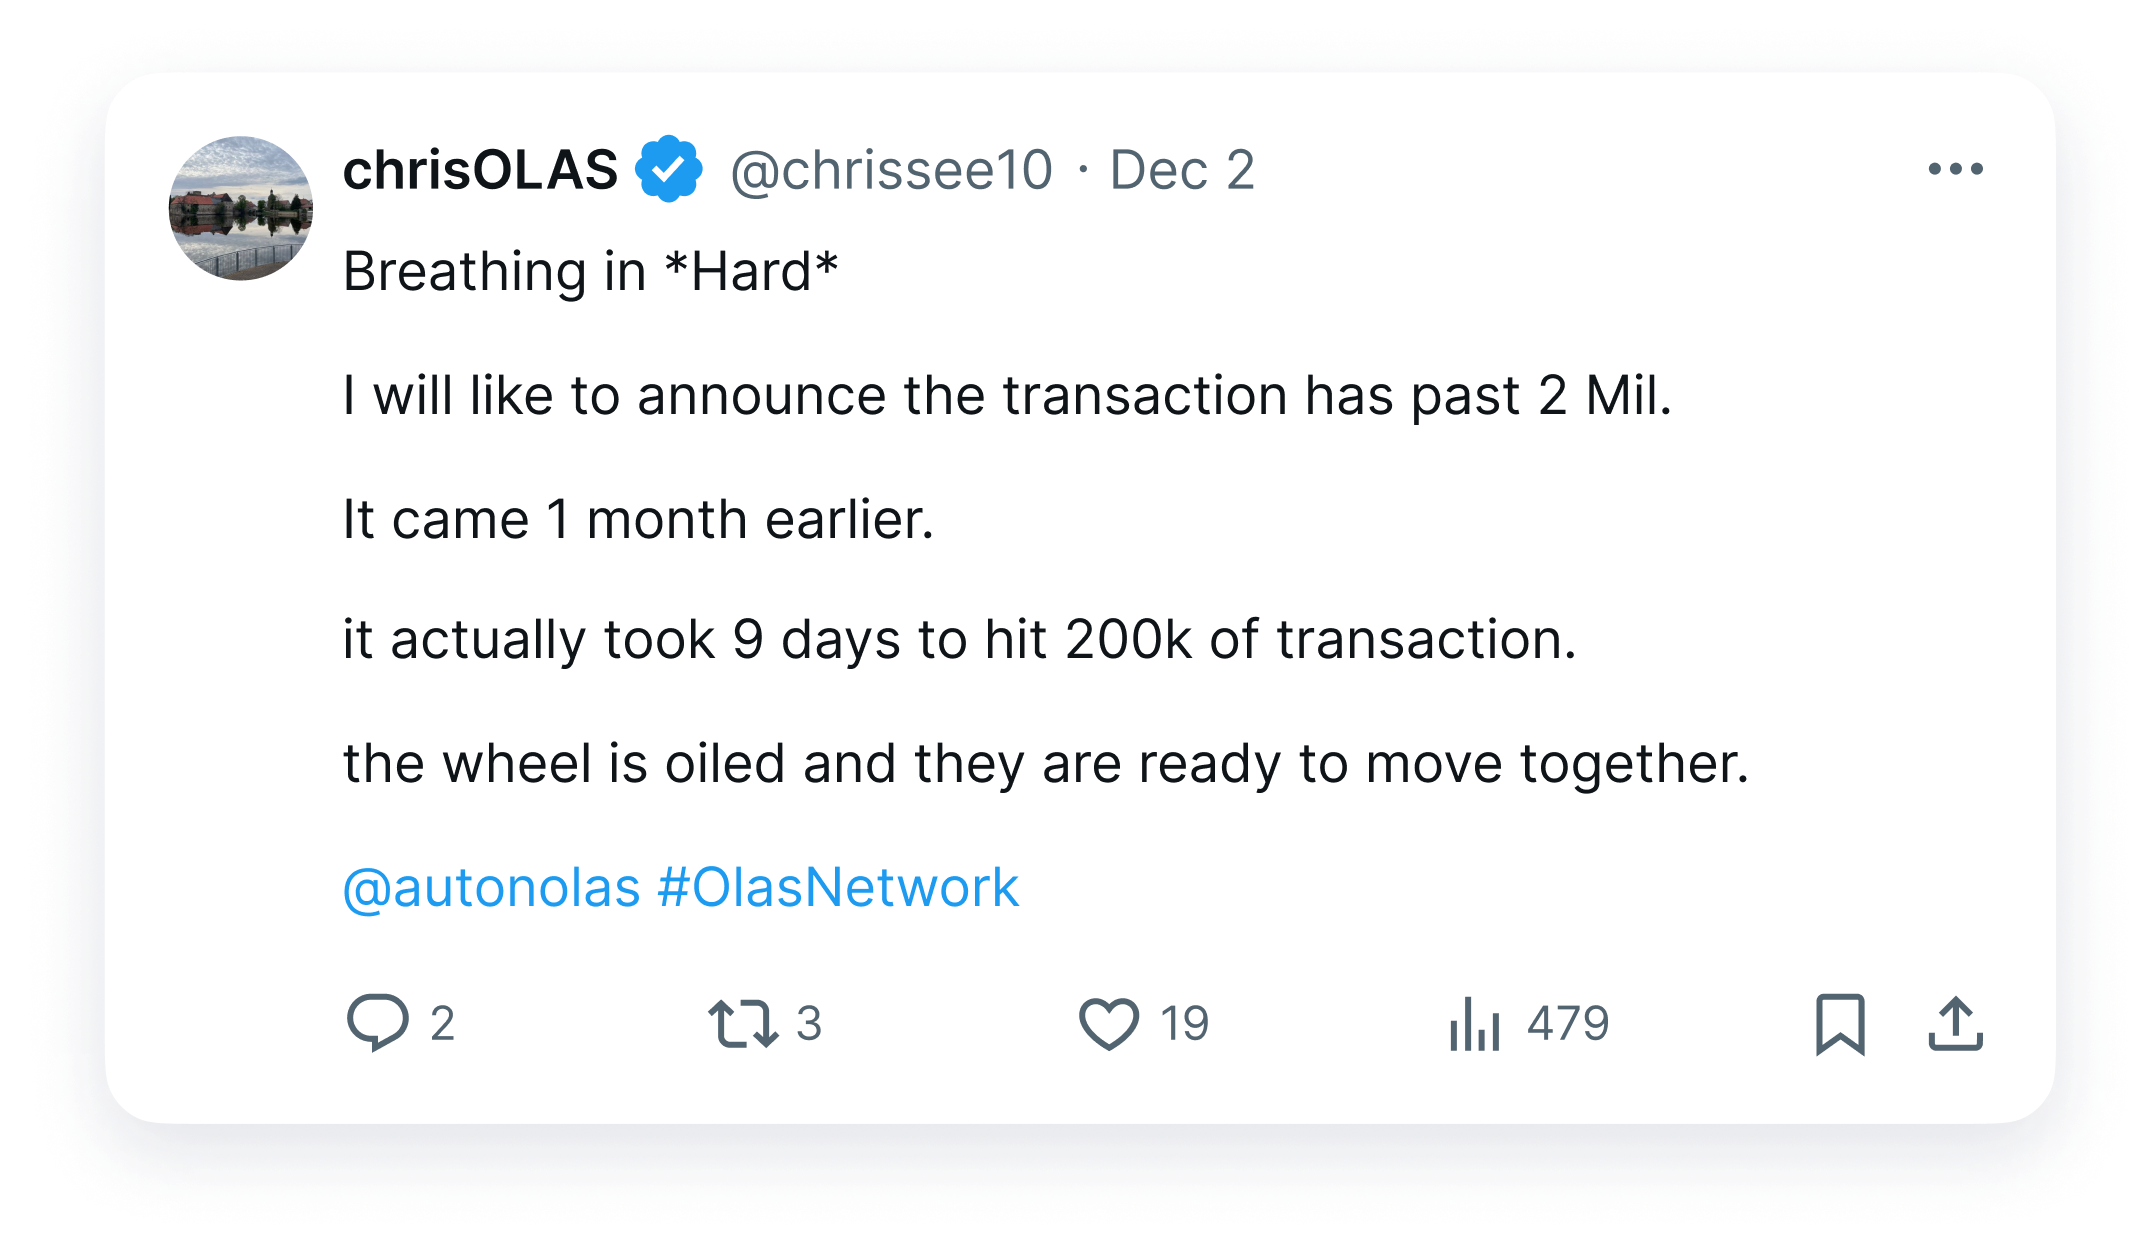 chrisOLAS @chrissee10 · Dec 2
Breathing in *Hard*
I will like to announce the transaction has past 2 Mil.
It came 1 month earlier.
it actually took 9 days to hit 200k of transaction.
the wheel is oiled and they are ready to move together.
@autonolas #OlasNetwork
2 3 19 479